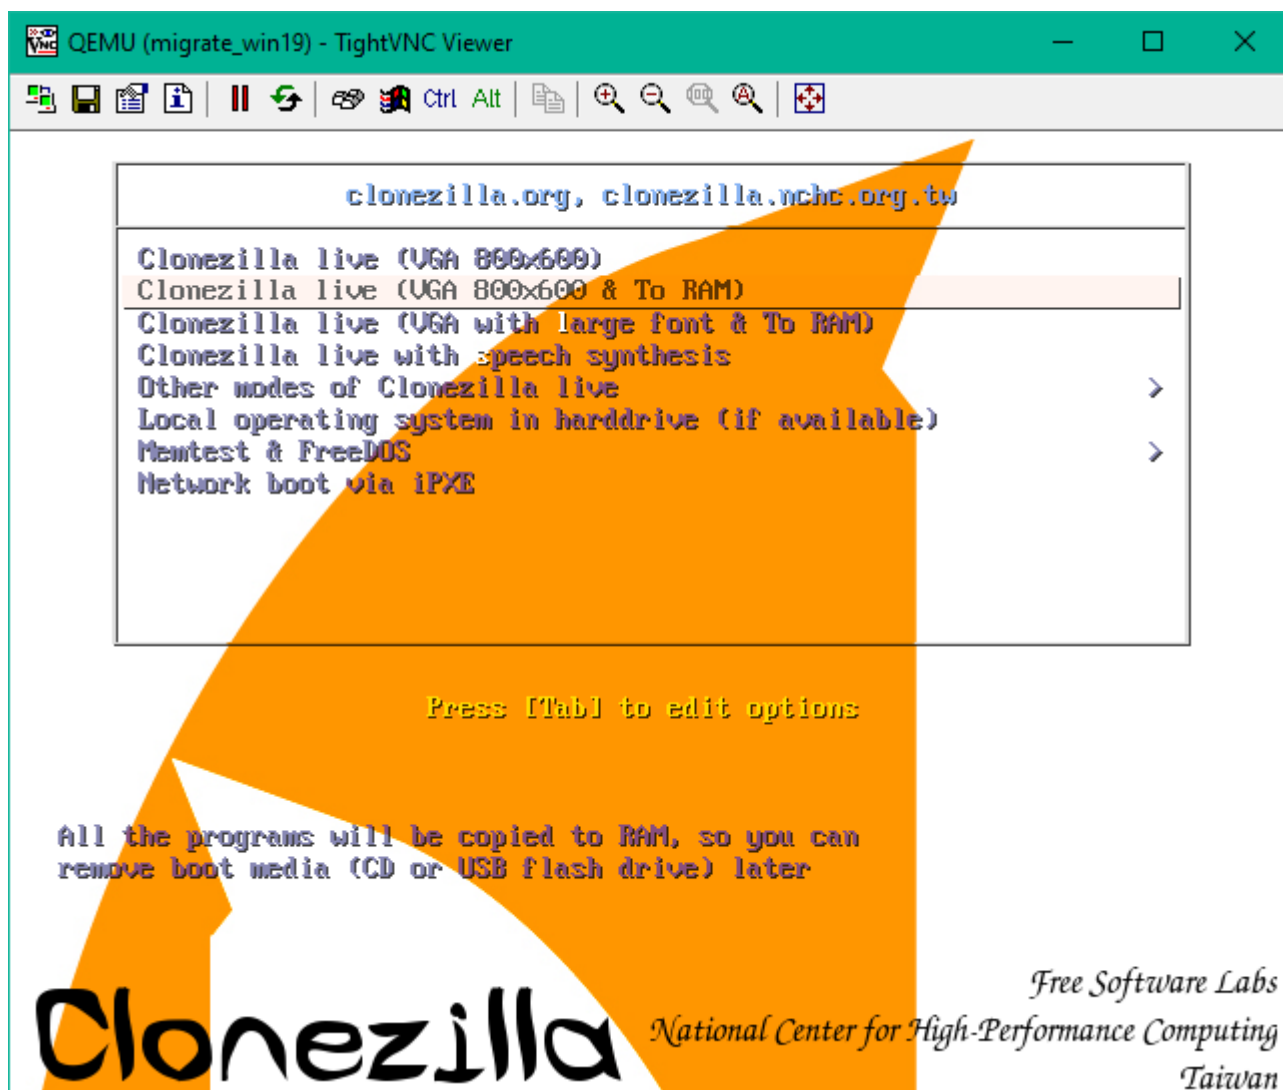 QEMU (migrate_win19) - TightVNC Viewer
Ctrl Alt
clonezilla.org, clonezilla.nchc.org.tw
Clonezilla live (VGA 800x600)
Clonezilla live (VGA 800x600 & To RAM)
Clonezilla live (VGA with large font & To RAM)
Clonezilla live with speech synthesis
Other modes of Clonezilla live >
Local operating system in harddrive (if available)
Memtest & FreeDOS >
Network boot via iPXE
Press [Tab] to edit options
All the programs will be copied to RAM, so you can
remove boot media (CD or USB flash drive) later
Clonezilla
Free Software Labs
National Center for High-Performance Computing
Taiwan